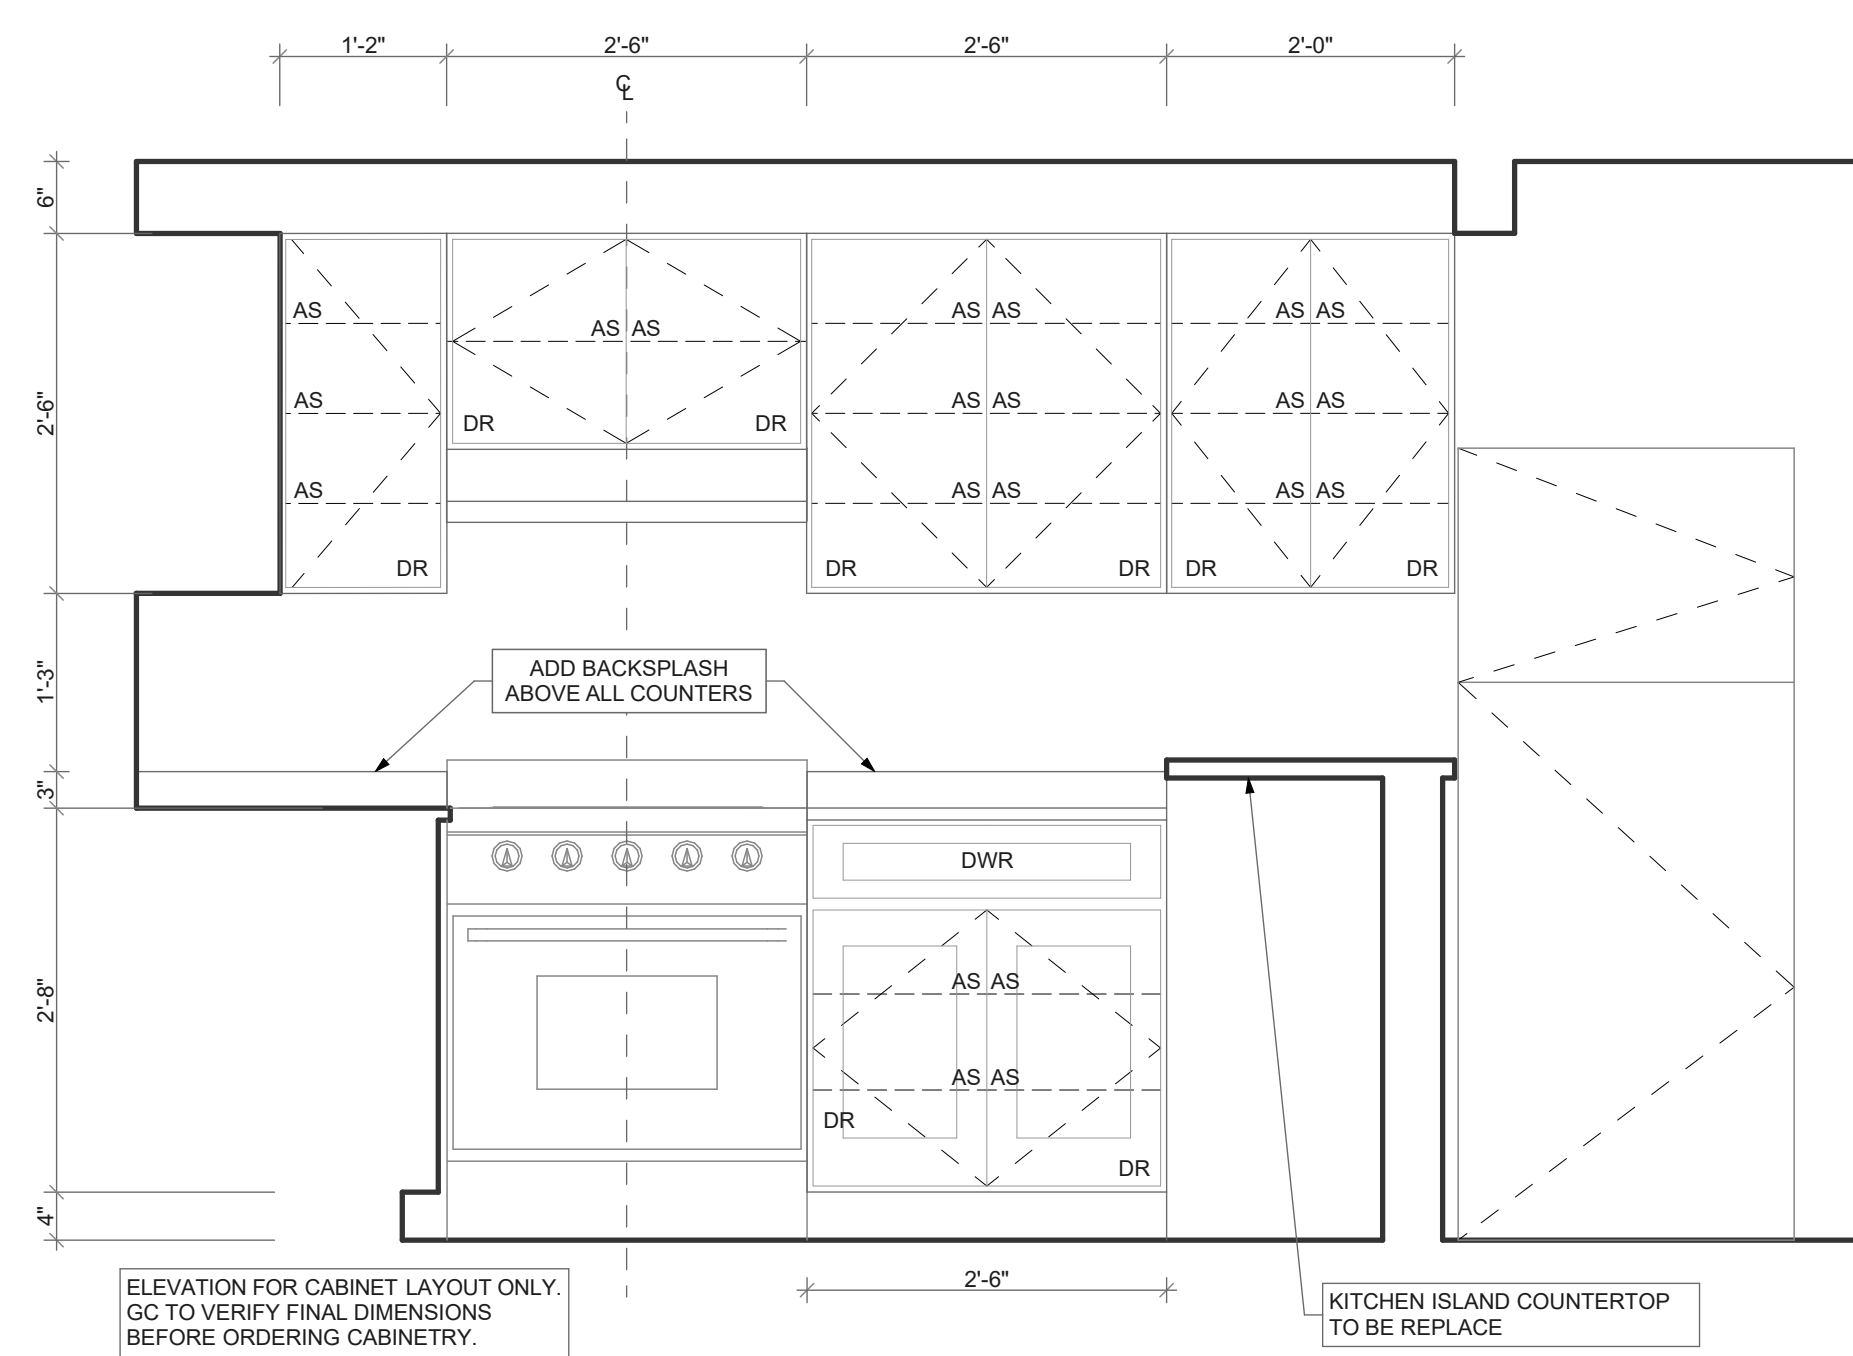 1'-2"
2'-6"
2'-6"
2'-0"
℄
6"
2'-6"
1'-3"
3"
2'-8"
4"
AS
AS AS
AS AS
AS AS
AS
AS AS
AS AS
DR
DR
AS
AS AS
AS AS
DR
DR
DR
DR
DR
ADD BACKSPLASH
ABOVE ALL COUNTERS
DWR
AS AS
AS AS
DR
DR
2'-6"
ELEVATION FOR CABINET LAYOUT ONLY.
GC TO VERIFY FINAL DIMENSIONS
BEFORE ORDERING CABINETRY.
KITCHEN ISLAND COUNTERTOP
TO BE REPLACE